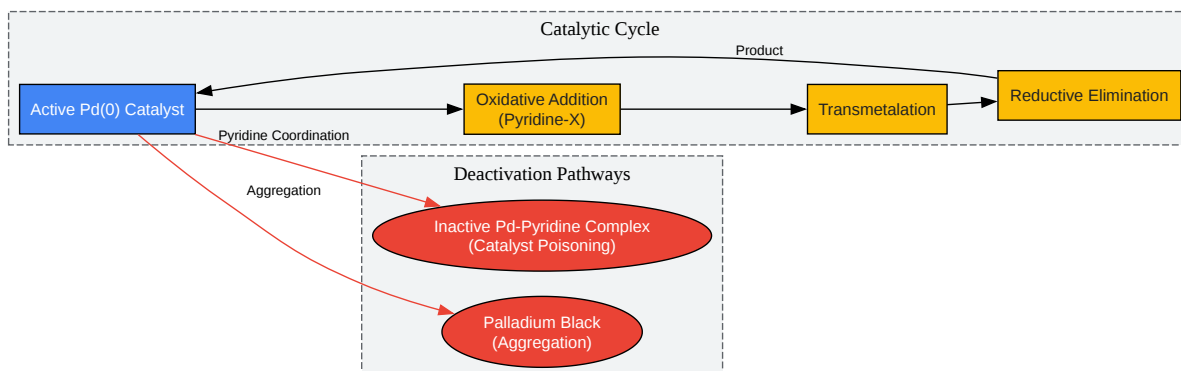 Catalytic Cycle
Product
Active Pd(0) Catalyst
Oxidative Addition
(Pyridine-X)
Transmetalation
Reductive Elimination
Pyridine Coordination
Aggregation
Deactivation Pathways
Inactive Pd-Pyridine Complex
(Catalyst Poisoning)
Palladium Black
(Aggregation)